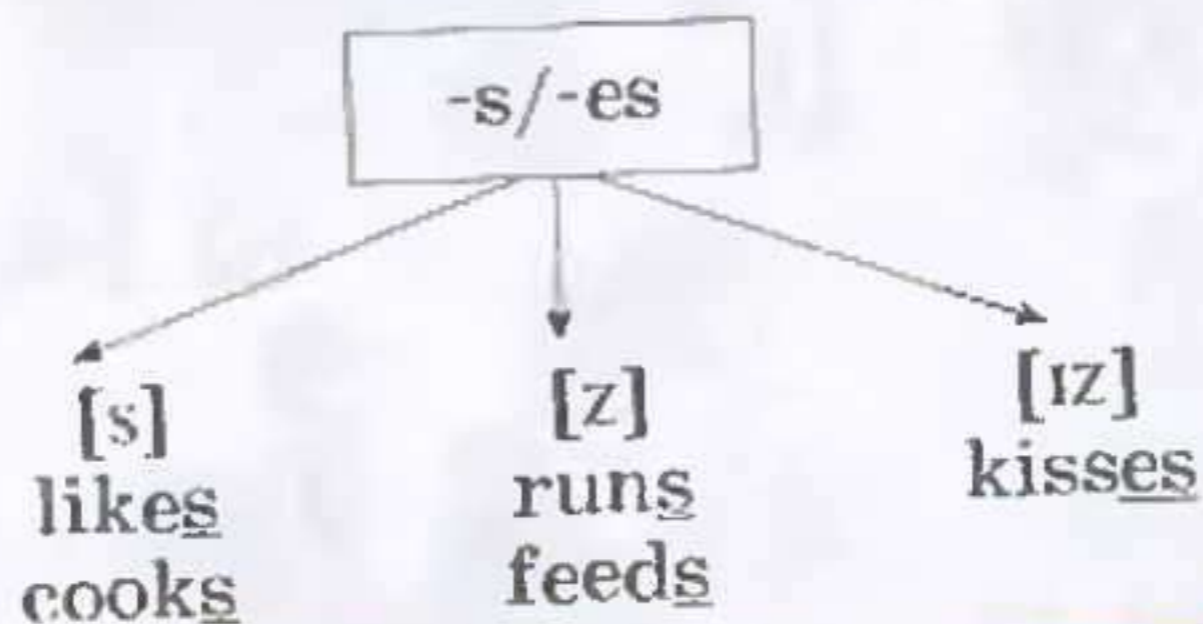 -s/-es
[s] [z] [ɪz]
likes runs kisses
cooks feeds